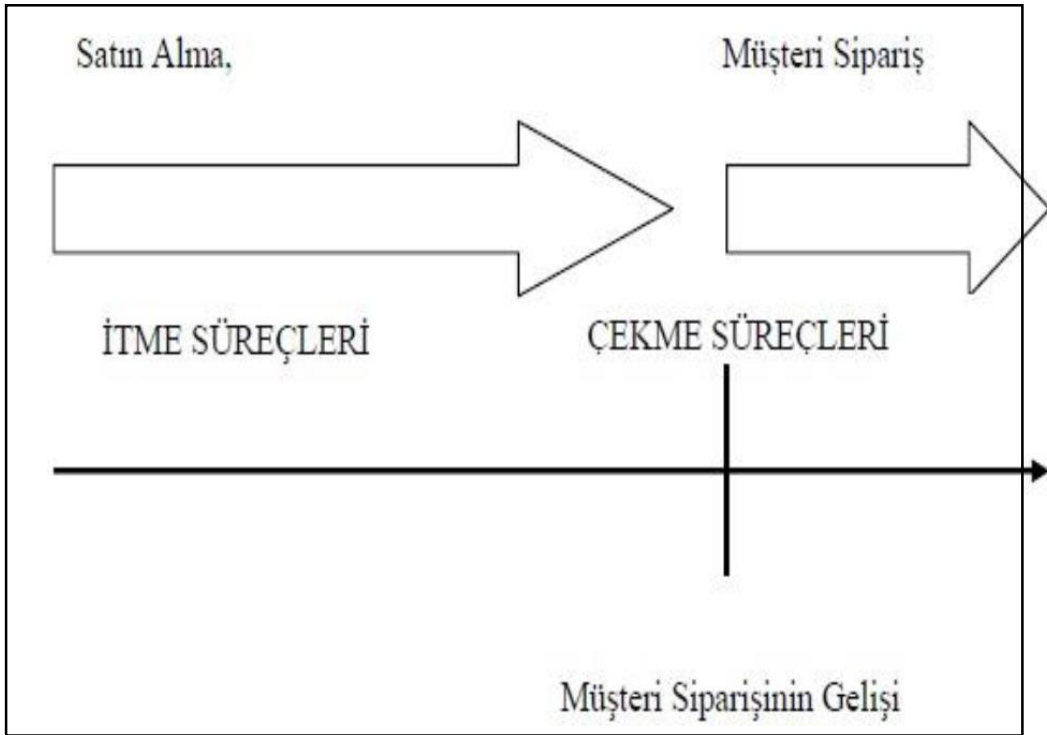 Satın Alma,
Müşteri Sipariş
İTME SÜREÇLERİ
ÇEKME SÜREÇLERİ
Müşteri Siparişinin Gelişi